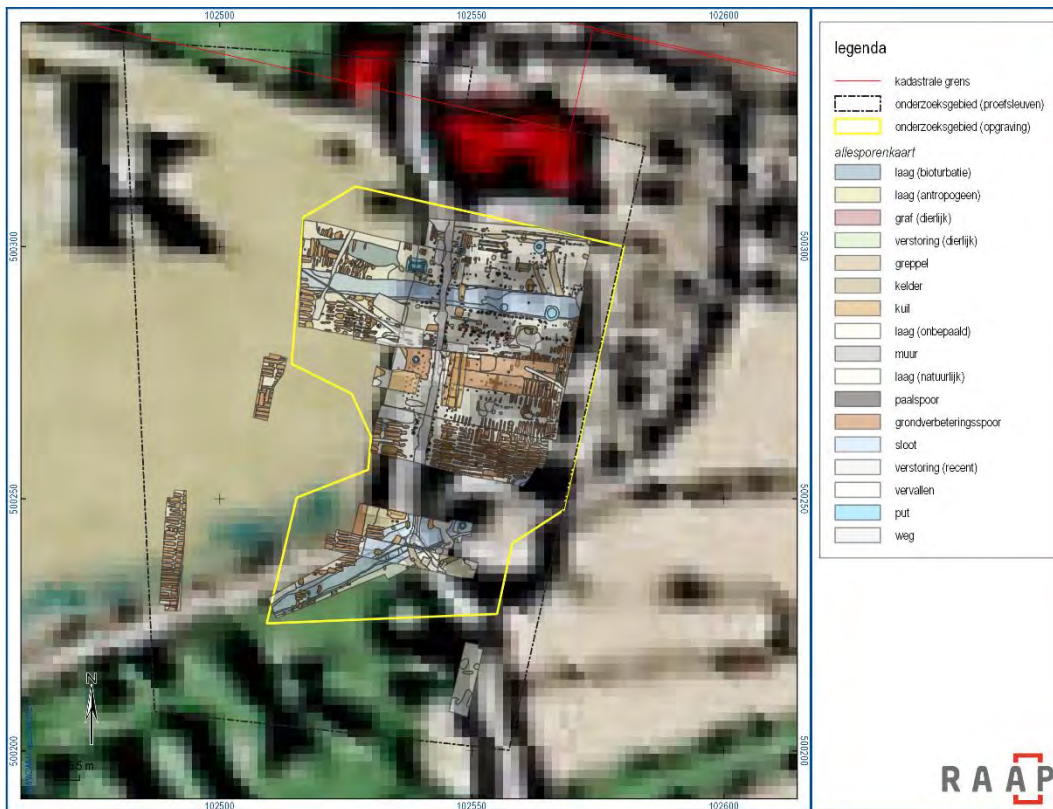 102500
102550
102600
500300
500300
500250
500250
500200
500200
102500
102550
102600
K
N
5 m
legenda
kadastrale grens
onderzoeksgebied (proefsleuven)
onderzoeksgebied (opgraving)
allesporenkaart
laag (bioturbatie)
laag (antropogeen)
graf (dierlijk)
verstoring (dierlijk)
greppel
kelder
kuil
laag (onbepaald)
muur
laag (natuurlijk)
paalspoor
grondverbeteringsspoor
sloot
verstoring (recent)
vervallen
put
weg
RAAP